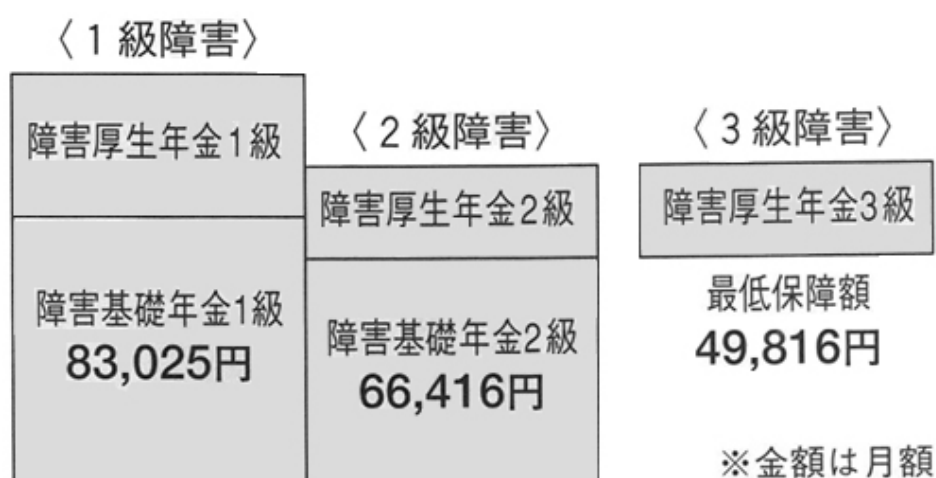 〈1級障害〉
障害厚生年金1級
障害基礎年金1級
83,025円
〈2級障害〉
障害厚生年金2級
障害基礎年金2級
66,416円
〈3級障害〉
障害厚生年金3級
最低保障額
49,816円
※金額は月額